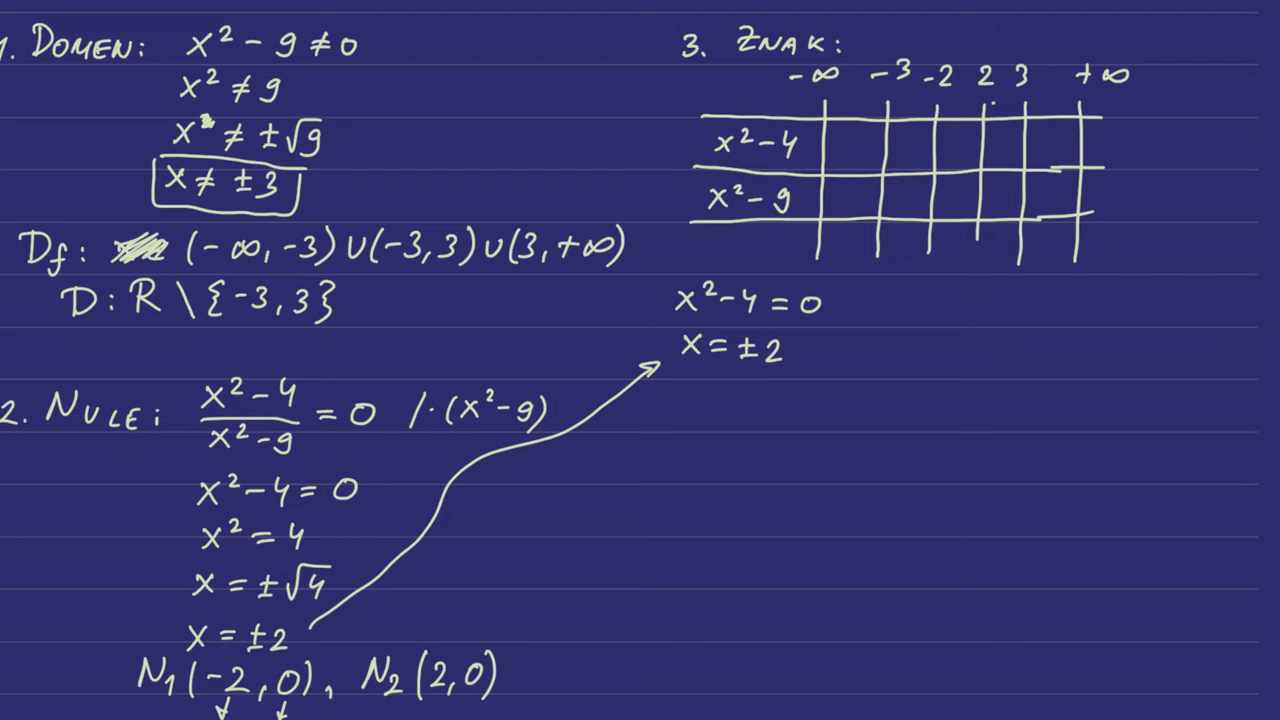 1. DOMEN: x² - 9 ≠ 0
x² ≠ 9
x ≠ ±√9
x ≠ ±3
Df: (-∞, -3) ∪ (-3, 3) ∪ (3, +∞)
D: R \ {-3, 3}
2. NULE: (x² - 4)/(x² - 9) = 0 /·(x² - 9)
x² - 4 = 0
x² = 4
x = ±√4
x = ±2
N₁(-2, 0), N₂(2, 0)
3. ZNAK:
-∞ -3 -2 2 3 +∞
x² - 4
x² - 9
x² - 4 = 0
x = ±2